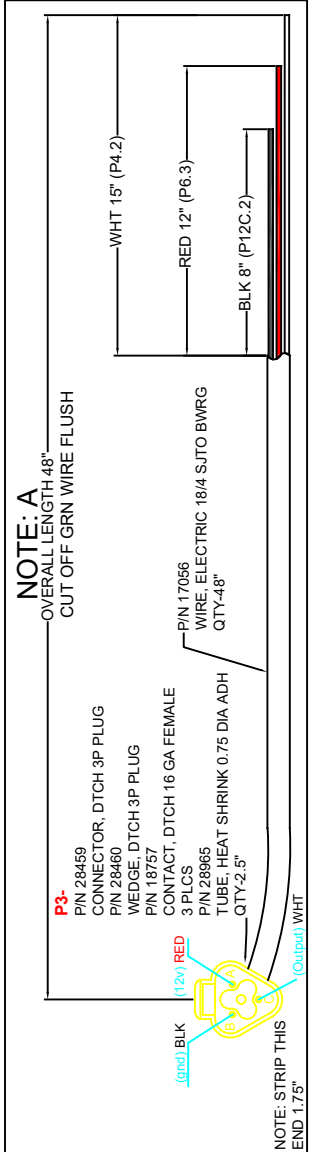 NOTE: A
OVERALL LENGTH 48"
CUT OFF GRN WIRE FLUSH
WHT 15" (P4.2)
RED 12" (P6.3)
BLK 8" (P12C.2)
P3-
P/N 28459
CONNECTOR, DTCH 3P PLUG
P/N 28460
WEDGE, DTCH 3P PLUG
P/N 18757
CONTACT, DTCH 16 GA FEMALE
3 PLCS
P/N 28965
TUBE, HEAT SHRINK 0.75 DIA ADH
QTY-2.5"
P/N 17056
WIRE, ELECTRIC 18/4 SJTO BWRG
QTY-48"
(gnd) BLK
(12v) RED
B
A
C
(Output) WHT
NOTE: STRIP THIS
END 1.75"